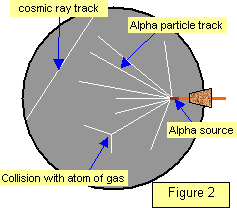 cosmic ray track
Alpha particle track
Alpha source
Collision with atom of gas
Figure 2